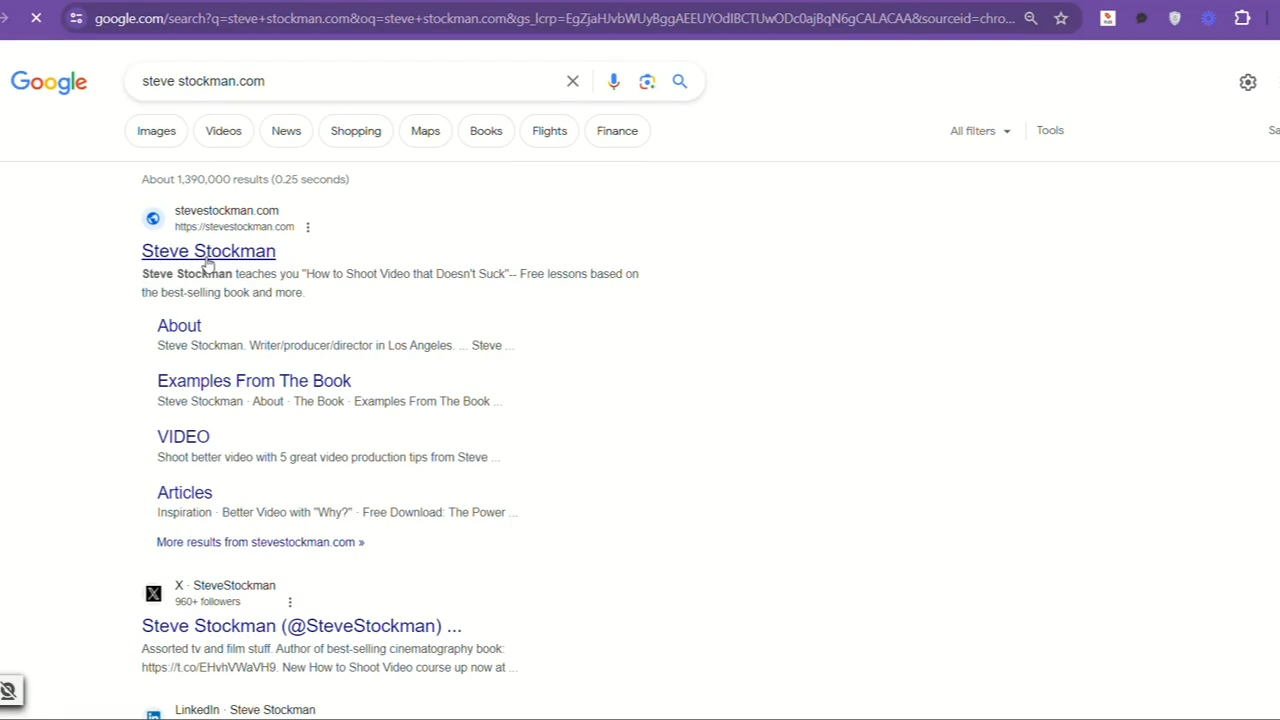 google.com/search?q=steve+stockman.com&oq=steve+stockman.com&gs_lcrp=EgZjaHJvbWUyBggAEEUYOdIBCTUwODc0ajBqN6gCALACAA&sourceid=chro...
Google
steve stockman.com
Images
Videos
News
Shopping
Maps
Books
Flights
Finance
All filters
Tools
About 1,390,000 results (0.25 seconds)
stevestockman.com
https://stevestockman.com
Steve Stockman
Steve Stockman teaches you "How to Shoot Video that Doesn't Suck"-- Free lessons based on
the best-selling book and more.
About
Steve Stockman. Writer/producer/director in Los Angeles. ... Steve ...
Examples From The Book
Steve Stockman · About · The Book · Examples From The Book ...
VIDEO
Shoot better video with 5 great video production tips from Steve ...
Articles
Inspiration · Better Video with "Why?" · Free Download: The Power ...
More results from stevestockman.com »
X · SteveStockman
960+ followers
Steve Stockman (@SteveStockman) ...
Assorted tv and film stuff. Author of best-selling cinematography book:
https://t.co/EHvhVWaVH9. New How to Shoot Video course up now at ...
LinkedIn · Steve Stockman